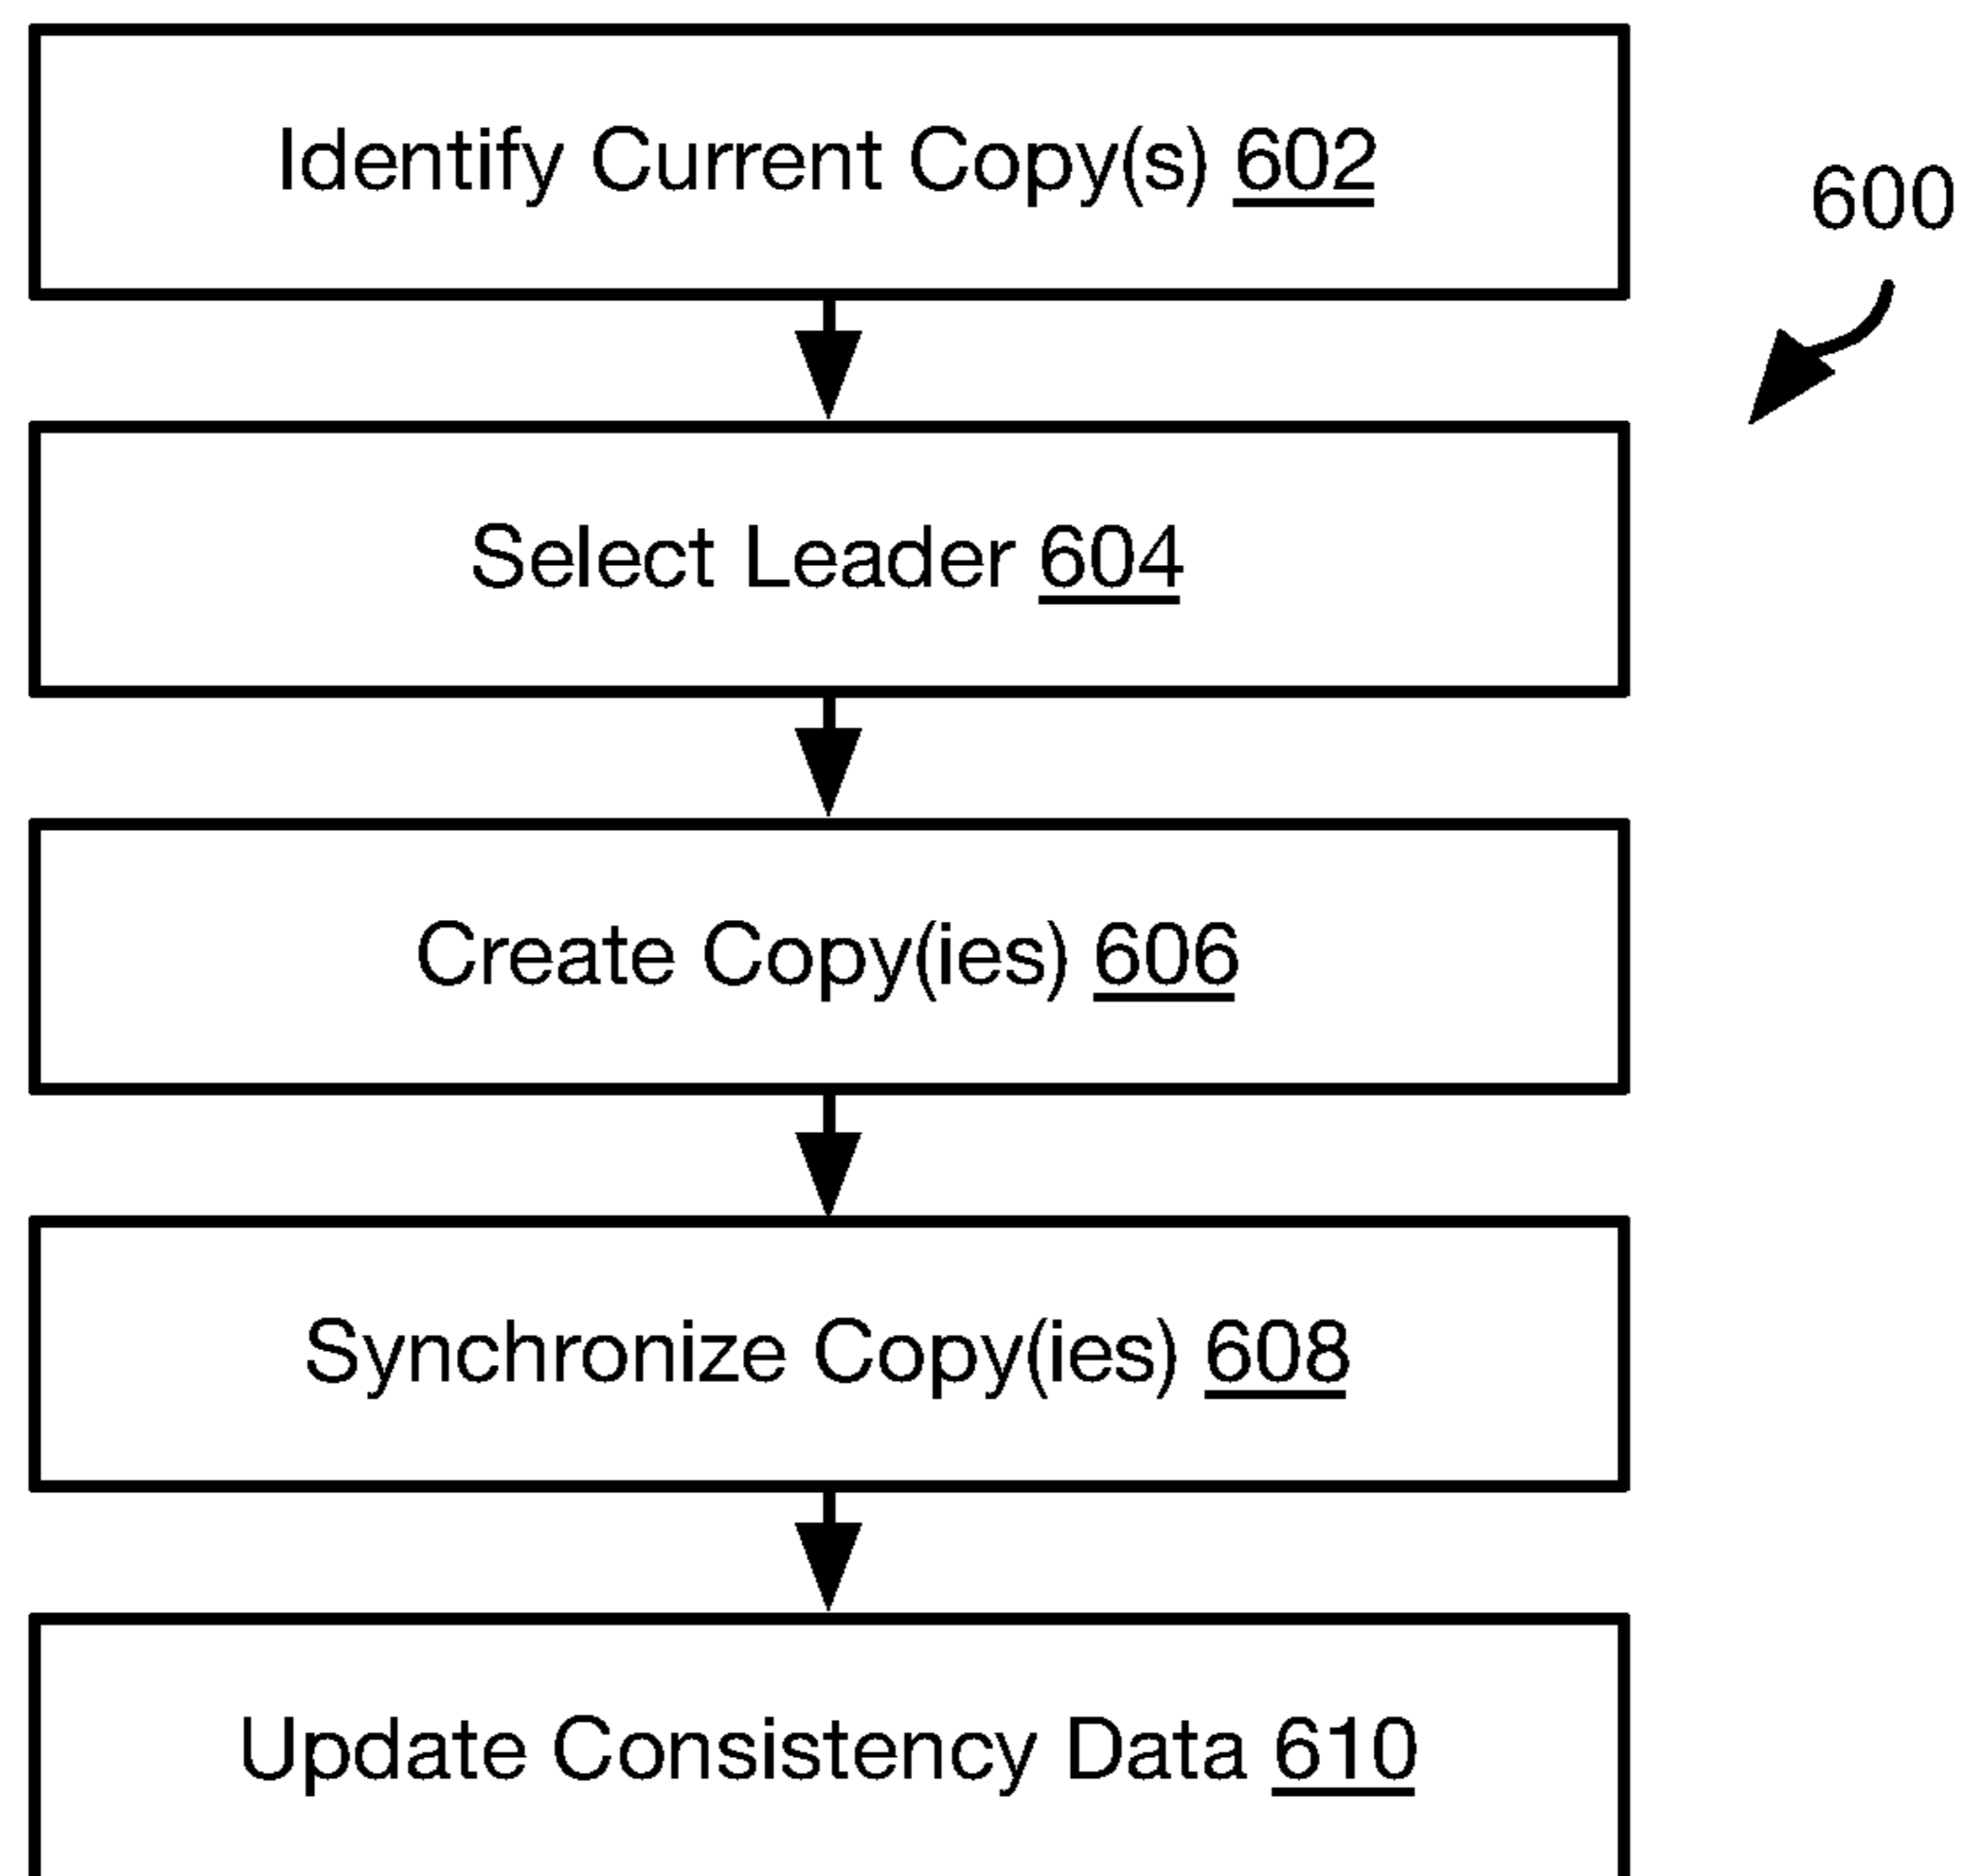 Identify Current Copy(s) 602
600
Select Leader 604
Create Copy(ies) 606
Synchronize Copy(ies) 608
Update Consistency Data 610